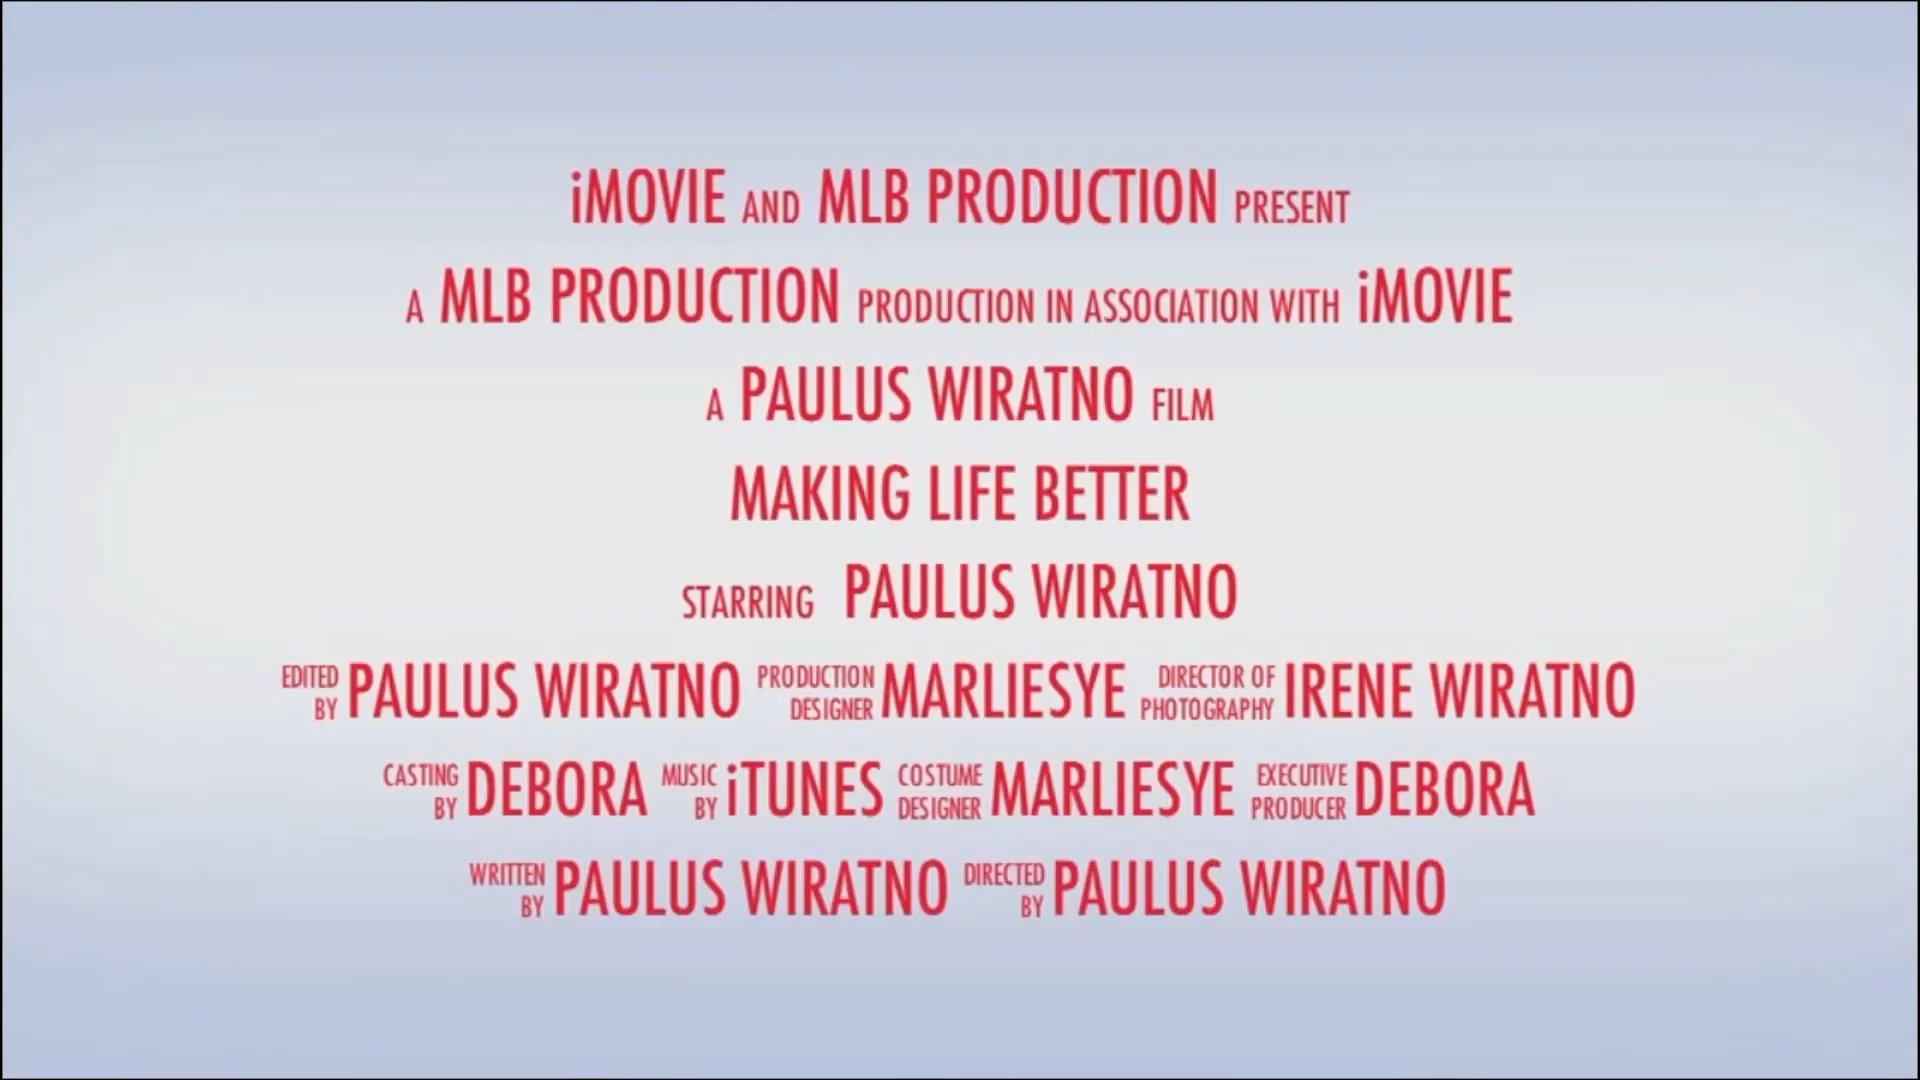 iMOVIE AND MLB PRODUCTION PRESENT
A MLB PRODUCTION PRODUCTION IN ASSOCIATION WITH iMOVIE
A PAULUS WIRATNO FILM
MAKING LIFE BETTER
STARRING PAULUS WIRATNO
EDITED BY PAULUS WIRATNO PRODUCTION DESIGNER MARLIESYE DIRECTOR OF PHOTOGRAPHY IRENE WIRATNO
CASTING BY DEBORA MUSIC BY iTUNES COSTUME DESIGNER MARLIESYE EXECUTIVE PRODUCER DEBORA
WRITTEN BY PAULUS WIRATNO DIRECTED BY PAULUS WIRATNO